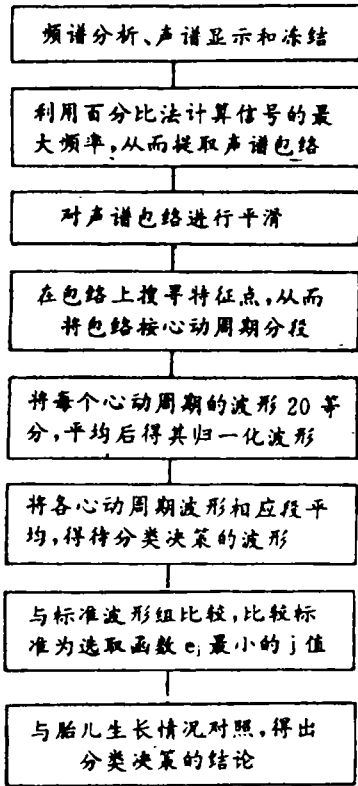 频谱分析、声谱显示和冻结
利用百分比法计算信号的最
大频率,从而提取声谱包络
对声谱包络进行平滑
在包络上搜寻特征点,从而
将包络按心动周期分段
将每个心动周期的波形 20 等
分,平均后得其归一化波形
将各心动周期波形相应段平
均,得待分类决策的波形
与标准波形组比较,比较标
准为选取函数 ej 最小的 j 值
与胎儿生长情况对照,得出
分类决策的结论